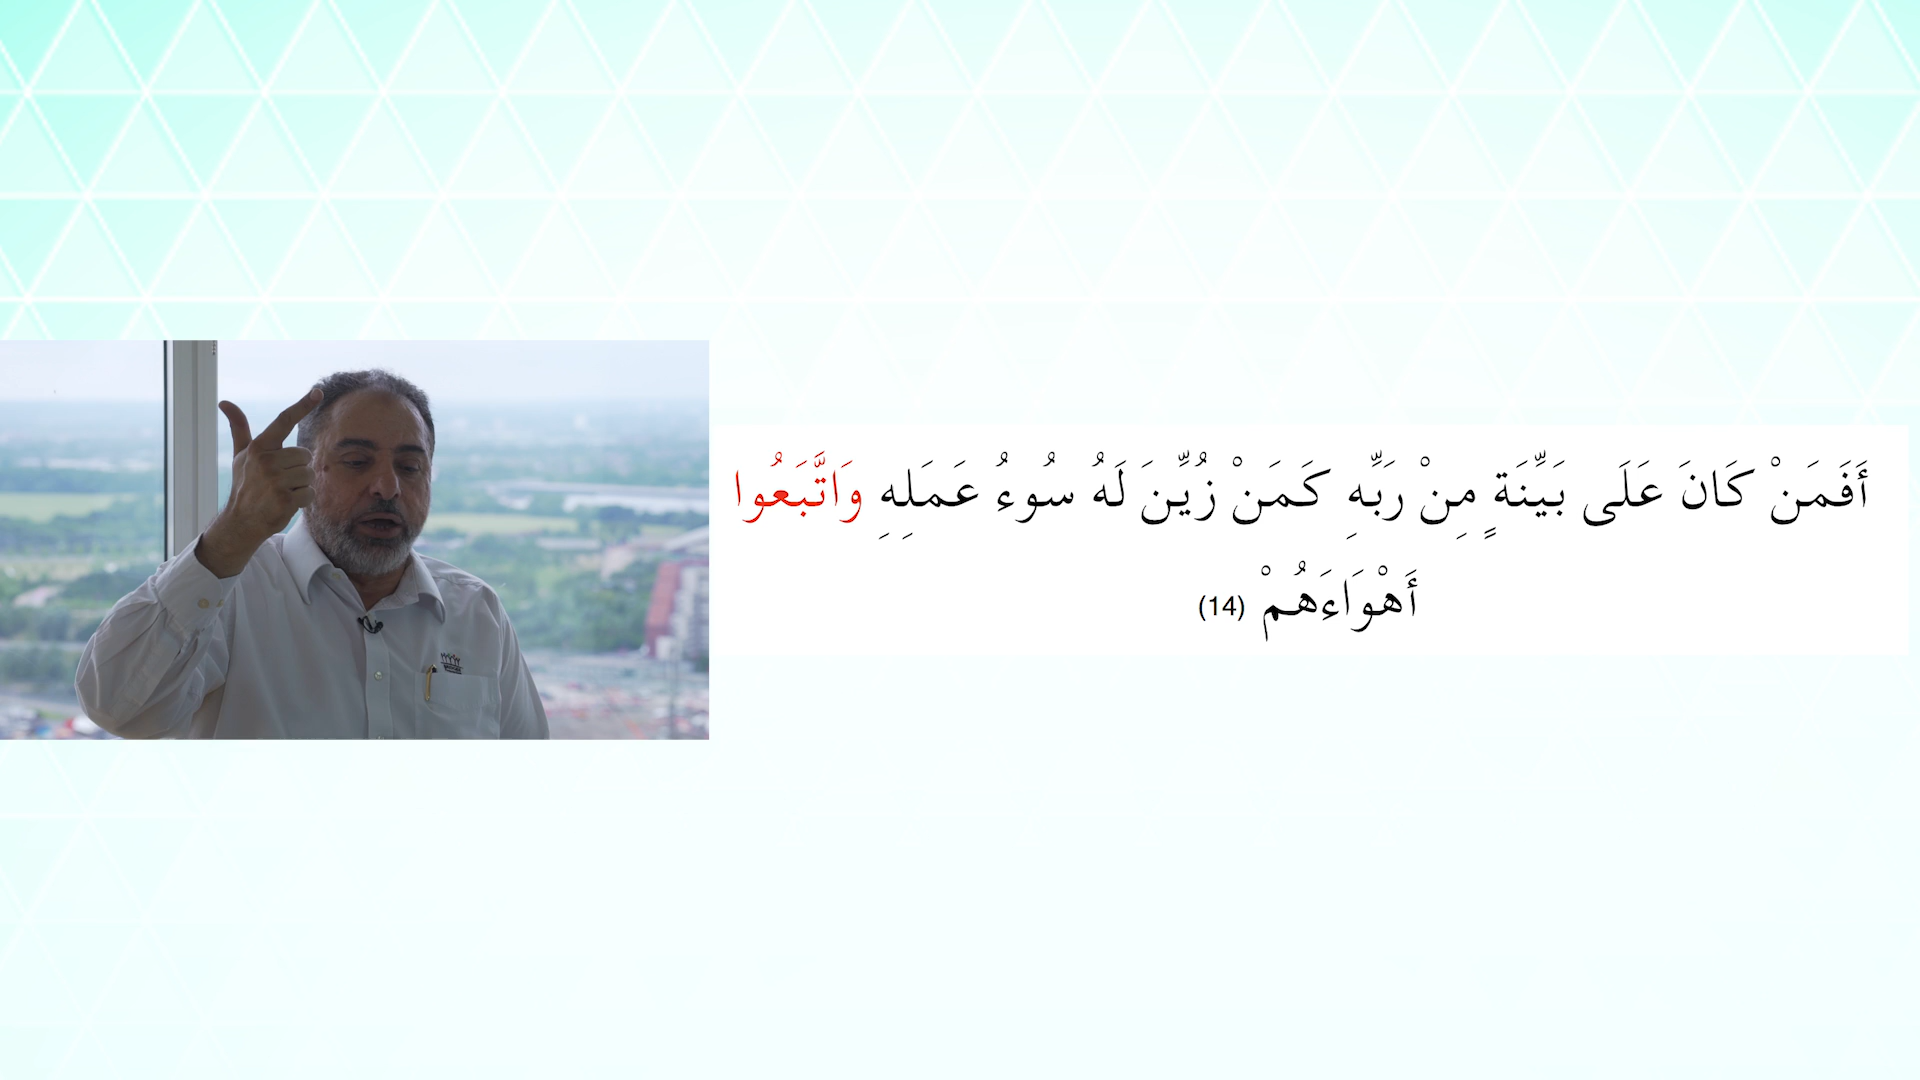 أَفَمَنْ كَانَ عَلَى بَيِّنَةٍ مِنْ رَبِّهِ كَمَنْ زُيِّنَ لَهُ سُوءُ عَمَلِهِ وَاتَّبَعُوا
أَهْوَاءَهُمْ (14)